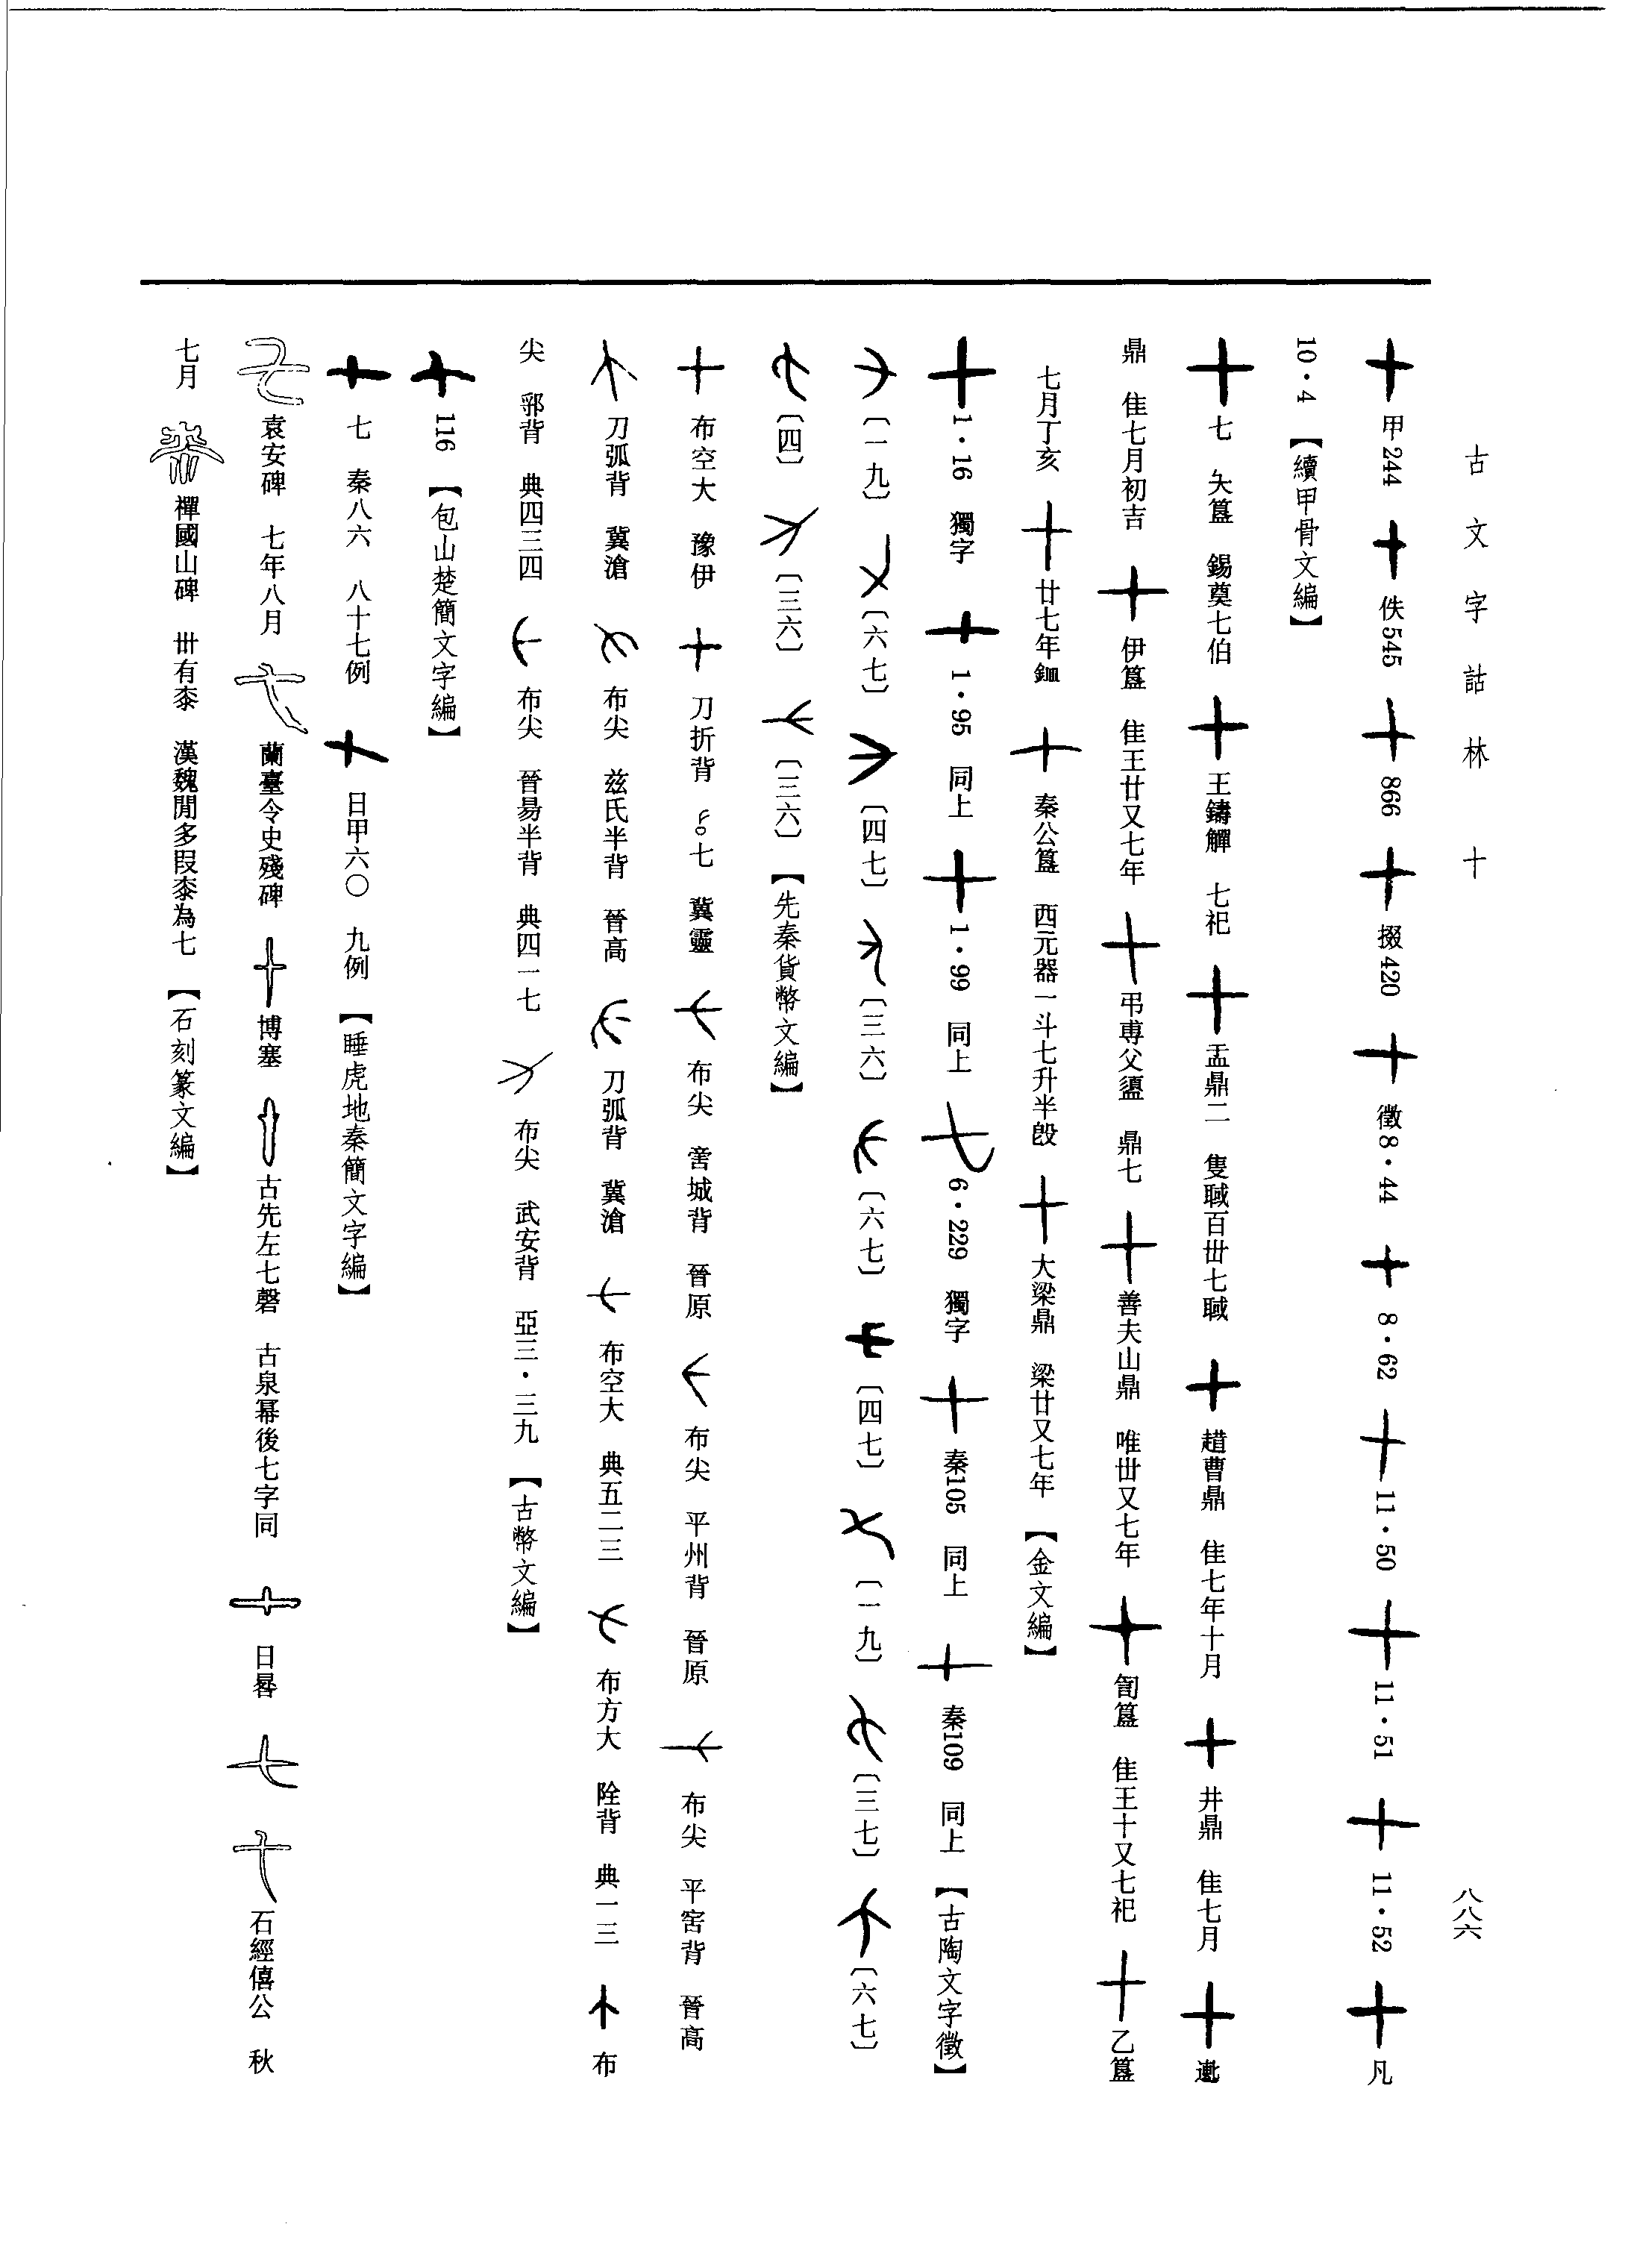 古文字詁林 十
八八六
甲244 佚545 866 掇420 徵8·44 8·62 11·50 11·51 11·52 凡
10·4 【續甲骨文編】
七 夨簋 錫奠七伯 王鑄觶 七祀 盂鼎二 隻聝百卅七聝 趞曹鼎 隹七年十月 井鼎 隹七月
鼎 隹七月初吉 伊簋 隹王廿又七年 弔尃父盨 鼎七 善夫山鼎 唯卅又七年 簋 隹王十又七祀 乙簋
七月丁亥 廿七年鈿 秦公簋 西元器一斗七升半 大梁鼎 梁廿又七年 【金文編】
1·16 獨字 1·95 同上 1·99 同上 6·229 獨字 秦105 同上 秦109 同上 【古陶文字徵】
〔一九〕 〔六七〕 〔四七〕 〔三六〕 〔六七〕 〔四七〕 〔一九〕 〔三七〕 〔六七〕
〔四〕 〔三六〕 〔三六〕 【先秦貨幣文編】
布空大 豫伊 刀折背 七 冀靈 布尖 城背 晉原 布尖 平州背 晉原 布尖 平窖背 晉高
刀弧背 冀滄 布尖 茲氏半背 晉高 刀弧背 冀滄 布空大 典五二三 布方大 背 典一三 布
尖 背 典四三四 布尖 晉昜半背 典四一七 布尖 武安背 亞三·三九 【古幣文編】
116 【包山楚簡文字編】
七 秦八六 八十七例 日甲六〇 九例 【睡虎地秦簡文字編】
袁安碑 七年八月 蘭臺令史殘碑 博塞 古先左七磬 古泉冪後七字同 日晷 石經僖公 秋
七月 禪國山碑 卅有桼 漢魏閒多叚桼為七 【石刻篆文編】